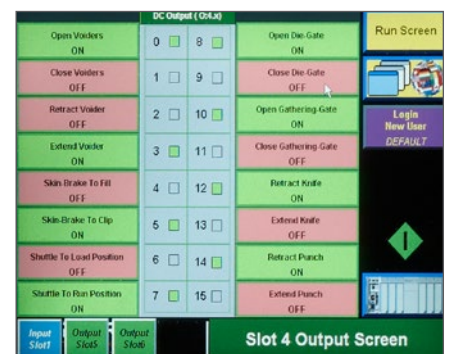 DC Output ( O:4.x)
Open Voiders
ON
0
8
Open Die-Gate
ON
Run Screen
Close Voiders
OFF
1
9
Close Die-Gate
OFF
Retract Voider
OFF
2
10
Open Gathering-Gate
ON
Login
New User
DEFAULT
Extend Voider
ON
3
11
Close Gathering-Gate
OFF
Skin-Brake To Fill
OFF
4
12
Retract Knife
ON
Skin-Brake To Clip
ON
5
13
Extend Knife
OFF
Shuttle To Load Position
OFF
6
14
Retract Punch
ON
Shuttle To Run Position
ON
7
15
Extend Punch
OFF
Input
Slot1
Output
Slot5
Output
Slot6
Slot 4 Output Screen